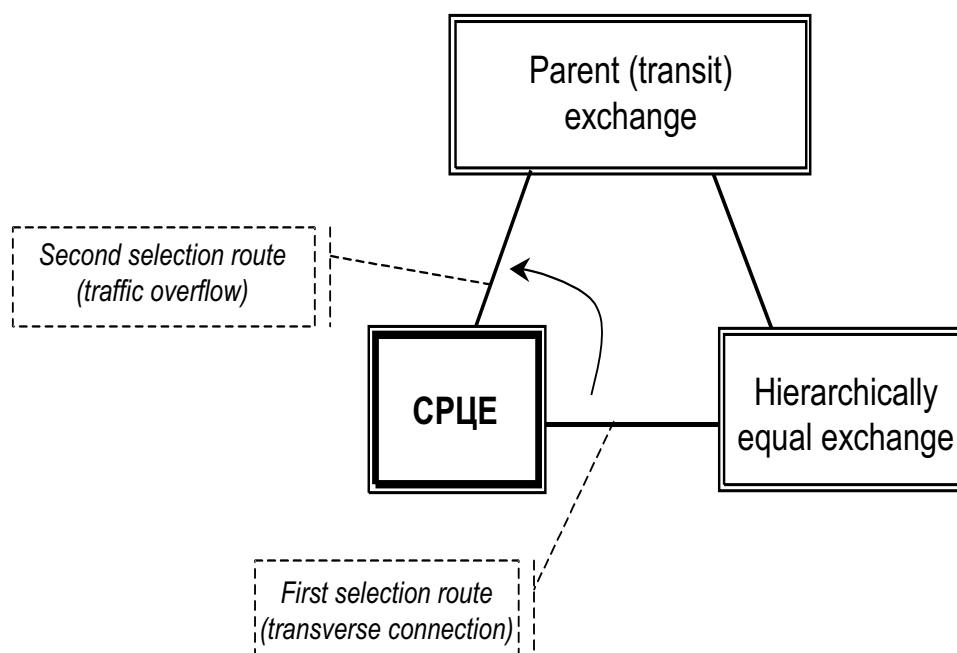 Parent (transit)
exchange
Second selection route
(traffic overflow)
СРЦЕ
Hierarchically
equal exchange
First selection route
(transverse connection)